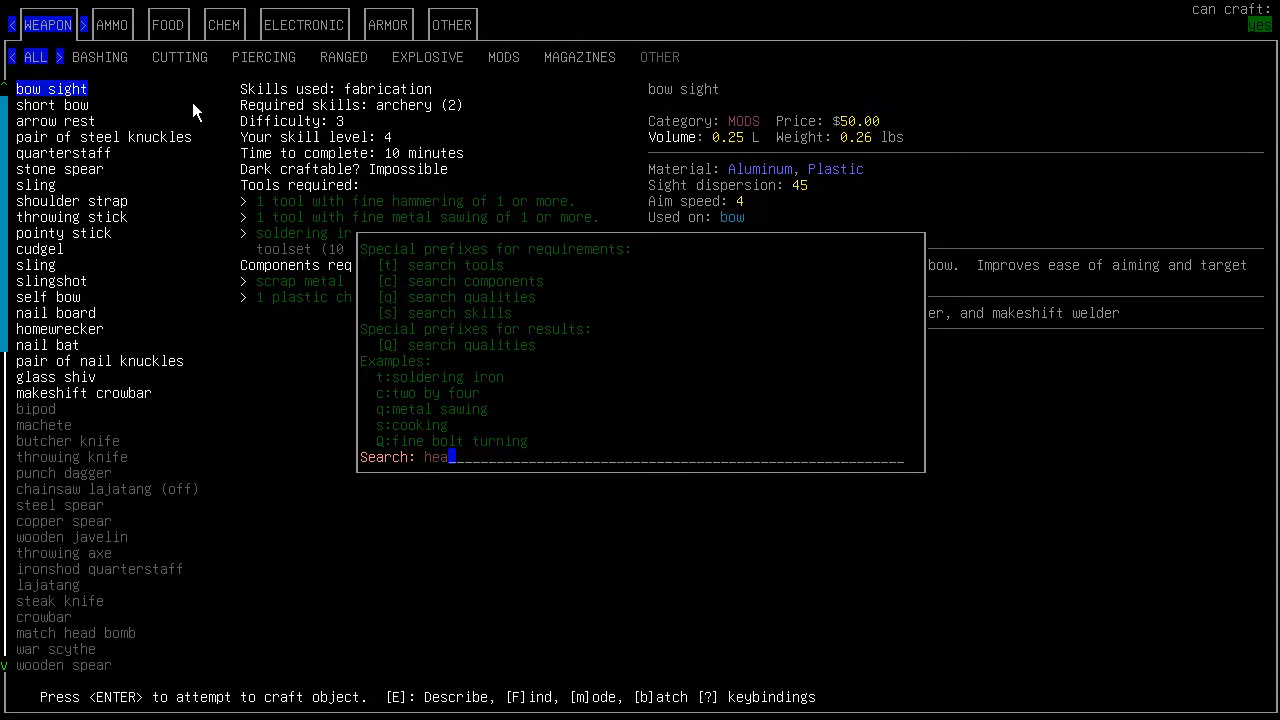 can craft:
< WEAPON > AMMO FOOD CHEM ELECTRONIC ARMOR OTHER yes
< ALL > BASHING CUTTING PIERCING RANGED EXPLOSIVE MODS MAGAZINES OTHER
bow sight
short bow
arrow rest
pair of steel knuckles
quarterstaff
stone spear
sling
shoulder strap
throwing stick
pointy stick
cudgel
sling
slingshot
self bow
nail board
homewrecker
nail bat
pair of nail knuckles
glass shiv
makeshift crowbar
bipod
machete
butcher knife
throwing knife
punch dagger
chainsaw lajatang (off)
steel spear
copper spear
wooden javelin
throwing axe
ironshod quarterstaff
lajatang
steak knife
crowbar
match head bomb
war scythe
v wooden spear
Skills used: fabrication
Required skills: archery (2)
Difficulty: 3
Your skill level: 4
Time to complete: 10 minutes
Dark craftable? Impossible
Tools required:
> 1 tool with fine hammering of 1 or more.
> 1 tool with fine metal sawing of 1 or more.
> soldering ir
toolset (10
Components req
> scrap metal
> 1 plastic ch
bow sight
Category: MODS Price: $50.00
Volume: 0.25 L Weight: 0.26 lbs
Material: Aluminum, Plastic
Sight dispersion: 45
Aim speed: 4
Used on: bow
bow. Improves ease of aiming and target
er, and makeshift welder
Special prefixes for requirements:
[t] search tools
[c] search components
[q] search qualities
[s] search skills
Special prefixes for results:
[Q] search qualities
Examples:
t:soldering iron
c:two by four
q:metal sawing
s:cooking
Q:fine bolt turning
Search: hea
Press <ENTER> to attempt to craft object. [E]: Describe, [F]ind, [m]ode, [b]atch [?] keybindings